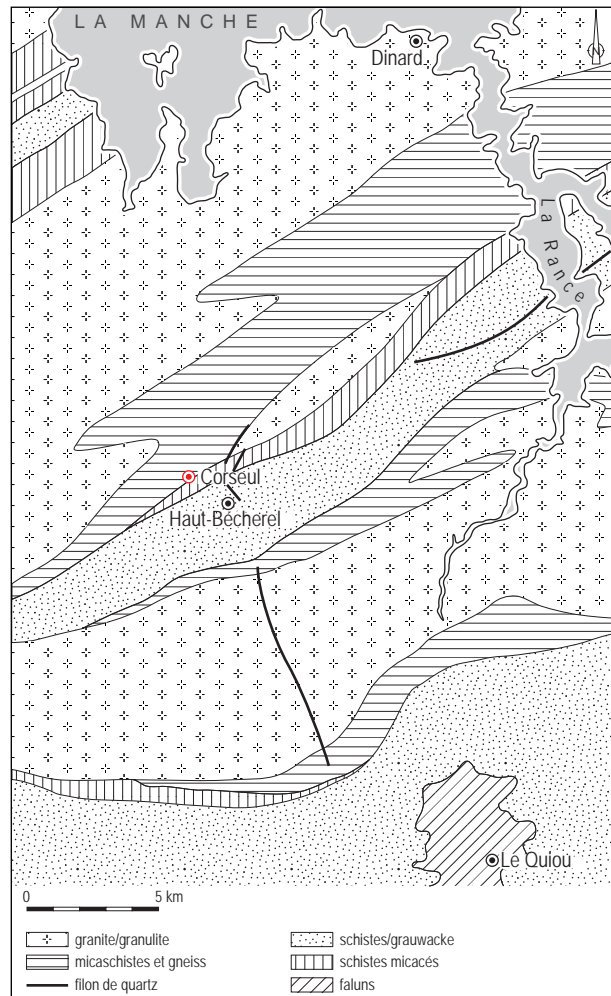 LA MANCHE
Dinard
La Rance
Corseul
Haut-Bécherel
Le Quiou
0 5 km
granite/granulite
micaschistes et gneiss
filon de quartz
schistes/grauwacke
schistes micacés
faluns